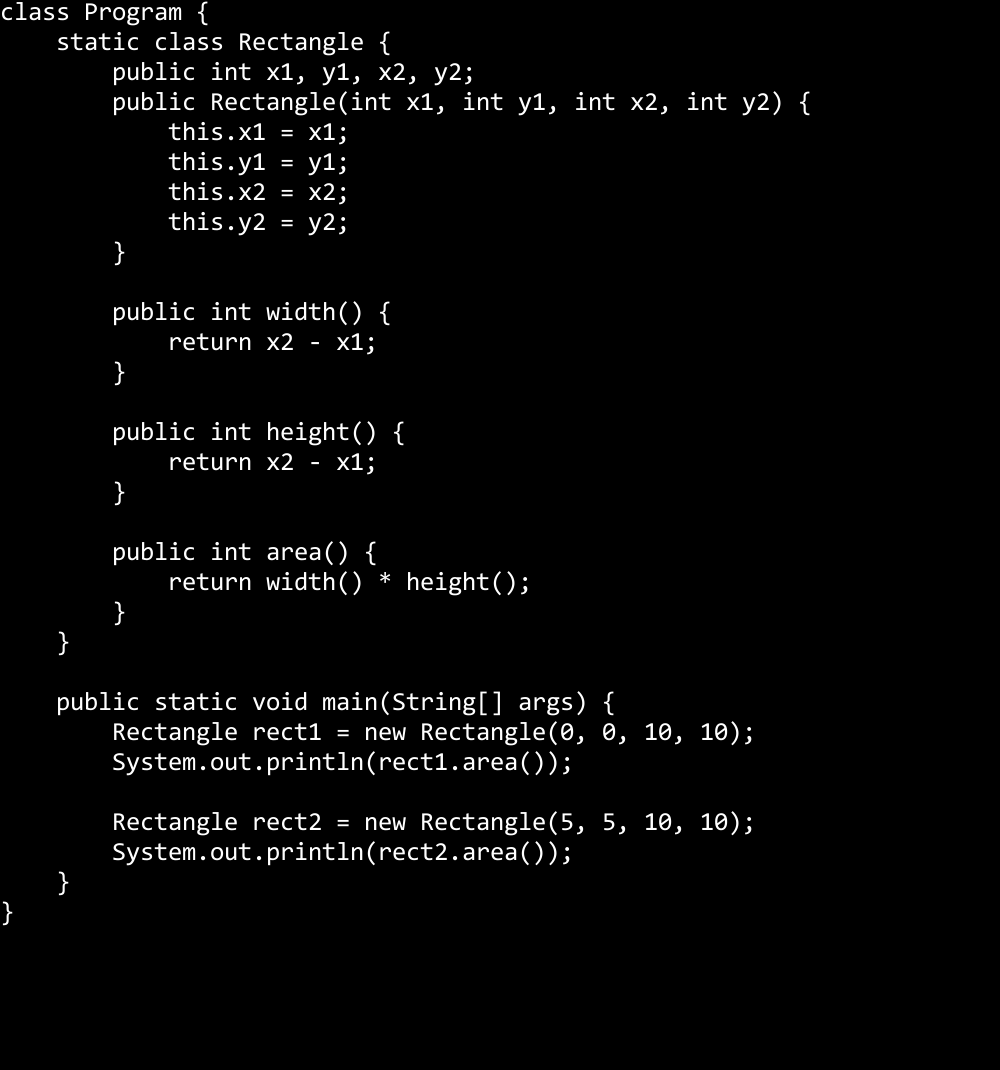 class Program {
    static class Rectangle {
        public int x1, y1, x2, y2;
        public Rectangle(int x1, int y1, int x2, int y2) {
            this.x1 = x1;
            this.y1 = y1;
            this.x2 = x2;
            this.y2 = y2;
        }

        public int width() {
            return x2 - x1;
        }

        public int height() {
            return x2 - x1;
        }

        public int area() {
            return width() * height();
        }
    }

    public static void main(String[] args) {
        Rectangle rect1 = new Rectangle(0, 0, 10, 10);
        System.out.println(rect1.area());

        Rectangle rect2 = new Rectangle(5, 5, 10, 10);
        System.out.println(rect2.area());
    }
}